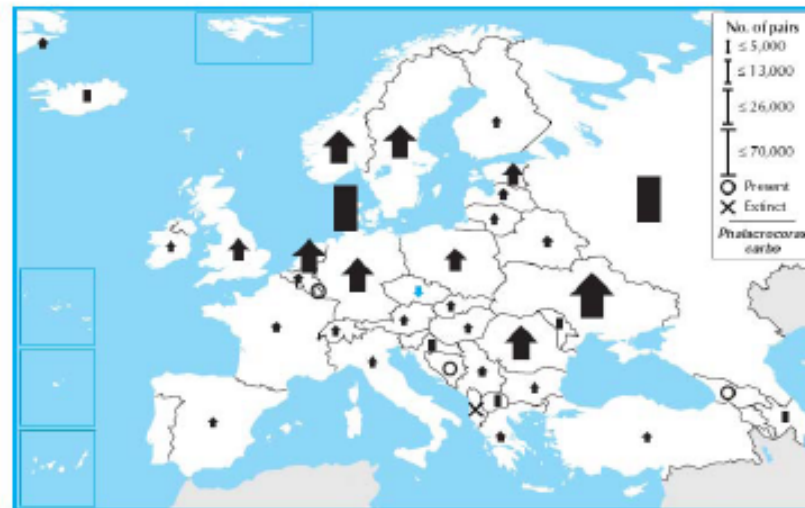 No. of pairs
≤ 5,000
≤ 13,000
≤ 26,000
≤ 70,000
Present
Extinct
Phalacrocorax
carbo